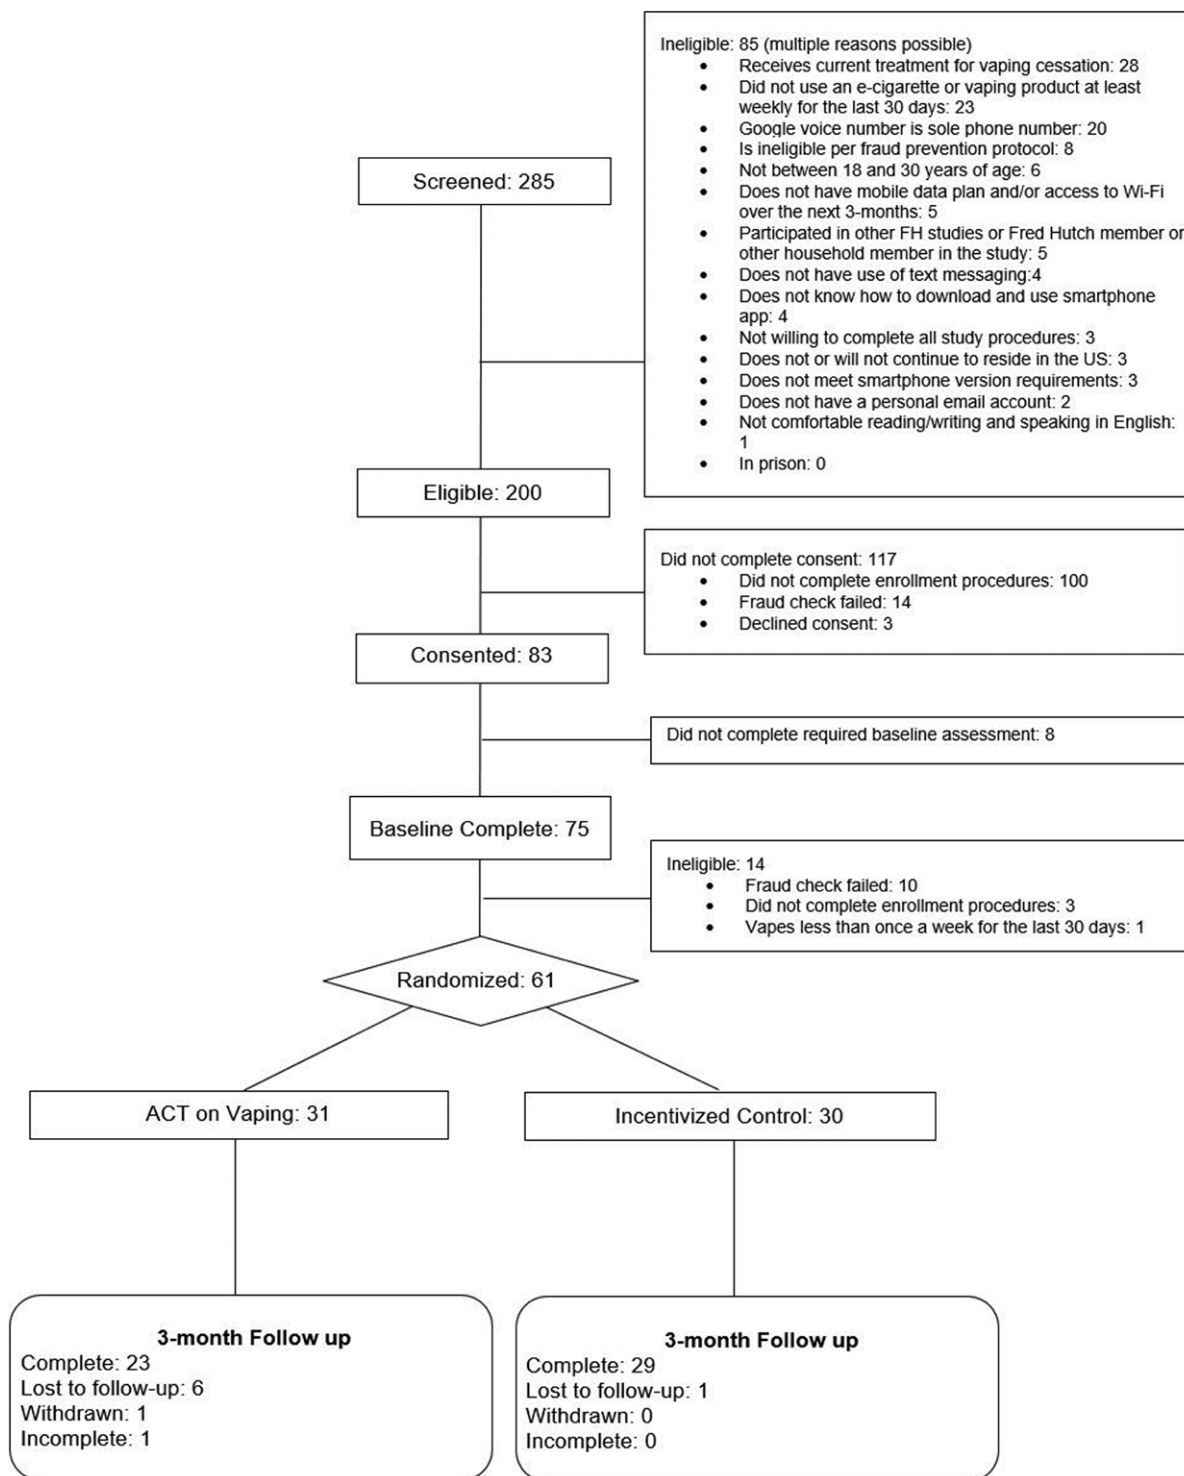 Ineligible: 85 (multiple reasons possible)
• Receives current treatment for vaping cessation: 28
• Did not use an e-cigarette or vaping product at least
weekly for the last 30 days: 23
• Google voice number is sole phone number: 20
• Is ineligible per fraud prevention protocol: 8
• Not between 18 and 30 years of age: 6
• Does not have mobile data plan and/or access to Wi-Fi
over the next 3-months: 5
• Participated in other FH studies or Fred Hutch member or
other household member in the study: 5
• Does not have use of text messaging:4
• Does not know how to download and use smartphone
app: 4
• Not willing to complete all study procedures: 3
• Does not or will not continue to reside in the US: 3
• Does not meet smartphone version requirements: 3
• Does not have a personal email account: 2
• Not comfortable reading/writing and speaking in English:
1
• In prison: 0
Screened: 285
Eligible: 200
Did not complete consent: 117
• Did not complete enrollment procedures: 100
• Fraud check failed: 14
• Declined consent: 3
Consented: 83
Did not complete required baseline assessment: 8
Baseline Complete: 75
Ineligible: 14
• Fraud check failed: 10
• Did not complete enrollment procedures: 3
• Vapes less than once a week for the last 30 days: 1
Randomized: 61
ACT on Vaping: 31
Incentivized Control: 30
3-month Follow up
Complete: 23
Lost to follow-up: 6
Withdrawn: 1
Incomplete: 1
3-month Follow up
Complete: 29
Lost to follow-up: 1
Withdrawn: 0
Incomplete: 0